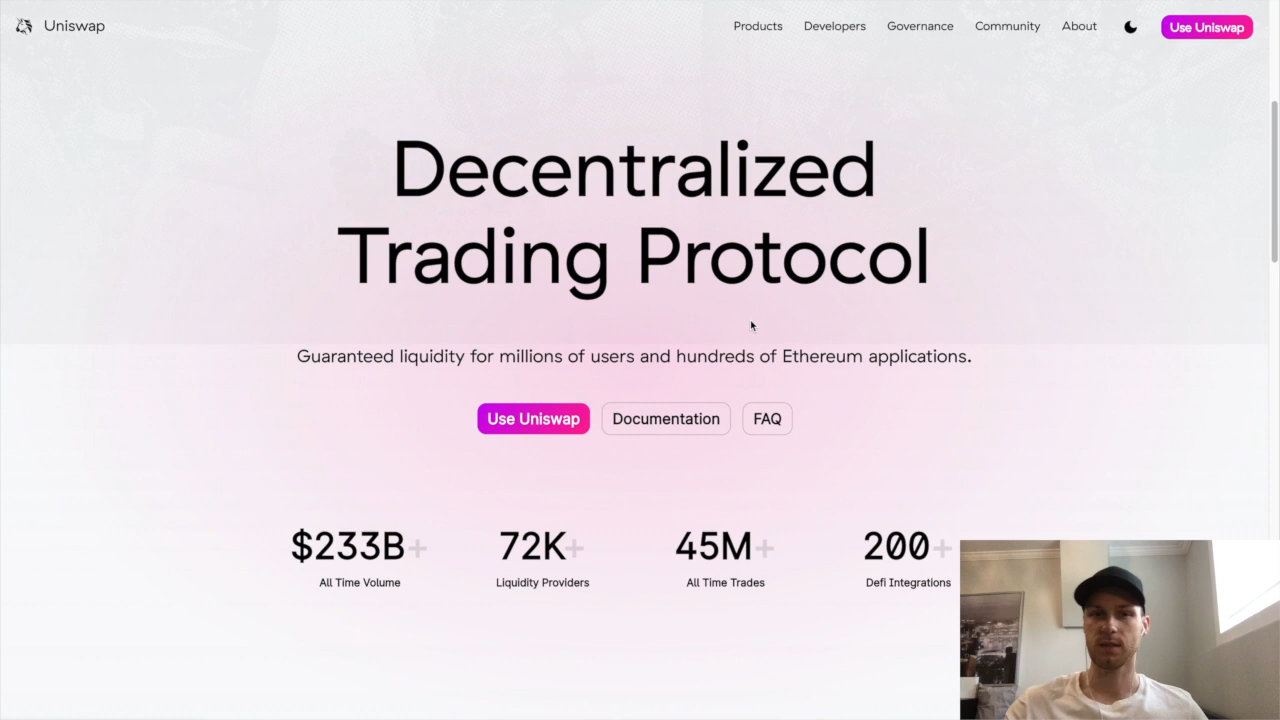 Uniswap
Products Developers Governance Community About Use Uniswap
Decentralized
Trading Protocol
Guaranteed liquidity for millions of users and hundreds of Ethereum applications.
Use Uniswap Documentation FAQ
$233B+ 72K+ 45M+ 200+
All Time Volume Liquidity Providers All Time Trades Defi Integrations